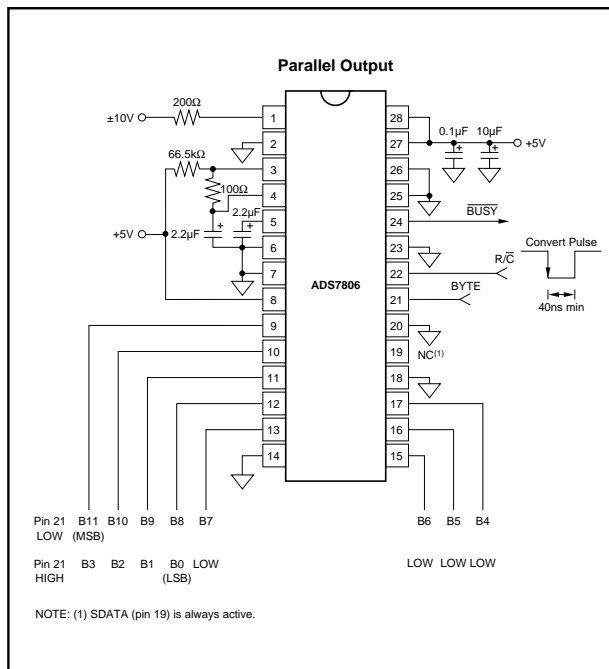 Parallel Output
200Ω
±10V
1
28
0.1µF
10µF
2
27
+
+
+5V
66.5kΩ
3
26
100Ω
4
25
2.2µF
5
24
BUSY
+
+
+5V
2.2µF
6
23
Convert Pulse
R/C
7
22
ADS7806
BYTE
8
21
40ns min
9
20
10
19
NC(1)
11
18
12
17
13
16
14
15
Pin 21 B11 B10 B9 B8 B7 B6 B5 B4
LOW (MSB)
Pin 21 B3 B2 B1 B0 LOW LOW LOW LOW
HIGH (LSB)
NOTE: (1) SDATA (pin 19) is always active.